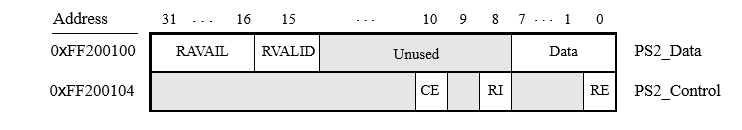 Address 31 ... 16 15 ... 10 9 8 7 ... 1 0
0xFF200100 RAVAIL RVALID Unused Data PS2_Data
0xFF200104 CE RI RE PS2_Control